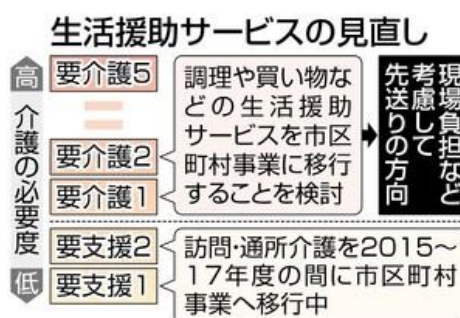 生活援助サービスの見直し
高
介護の必要度
低
要介護5
要介護2
要介護1
調理や買い物な
どの生活援助
サービスを市区
町村事業に移行
することを検討
現場負担など
考慮して
先送りの方向
要支援2
要支援1
訪問・通所介護を2015〜
17年度の間に市区町村
事業へ移行中